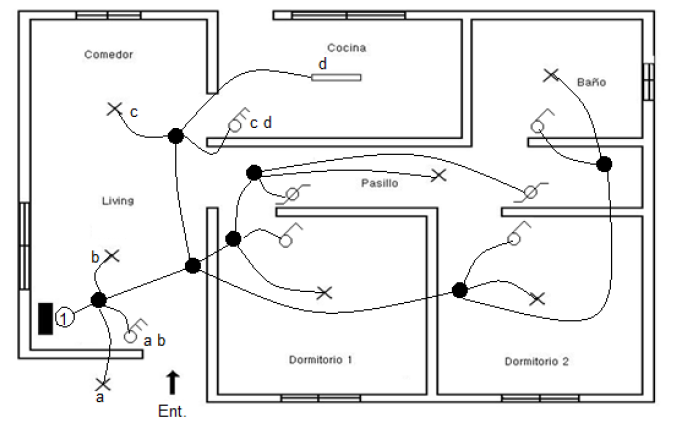 Cocina
Comedor
d
Baño
c
c d
Pasillo
Living
b
1
a b
Dormitorio 1
Dormitorio 2
a
Ent.